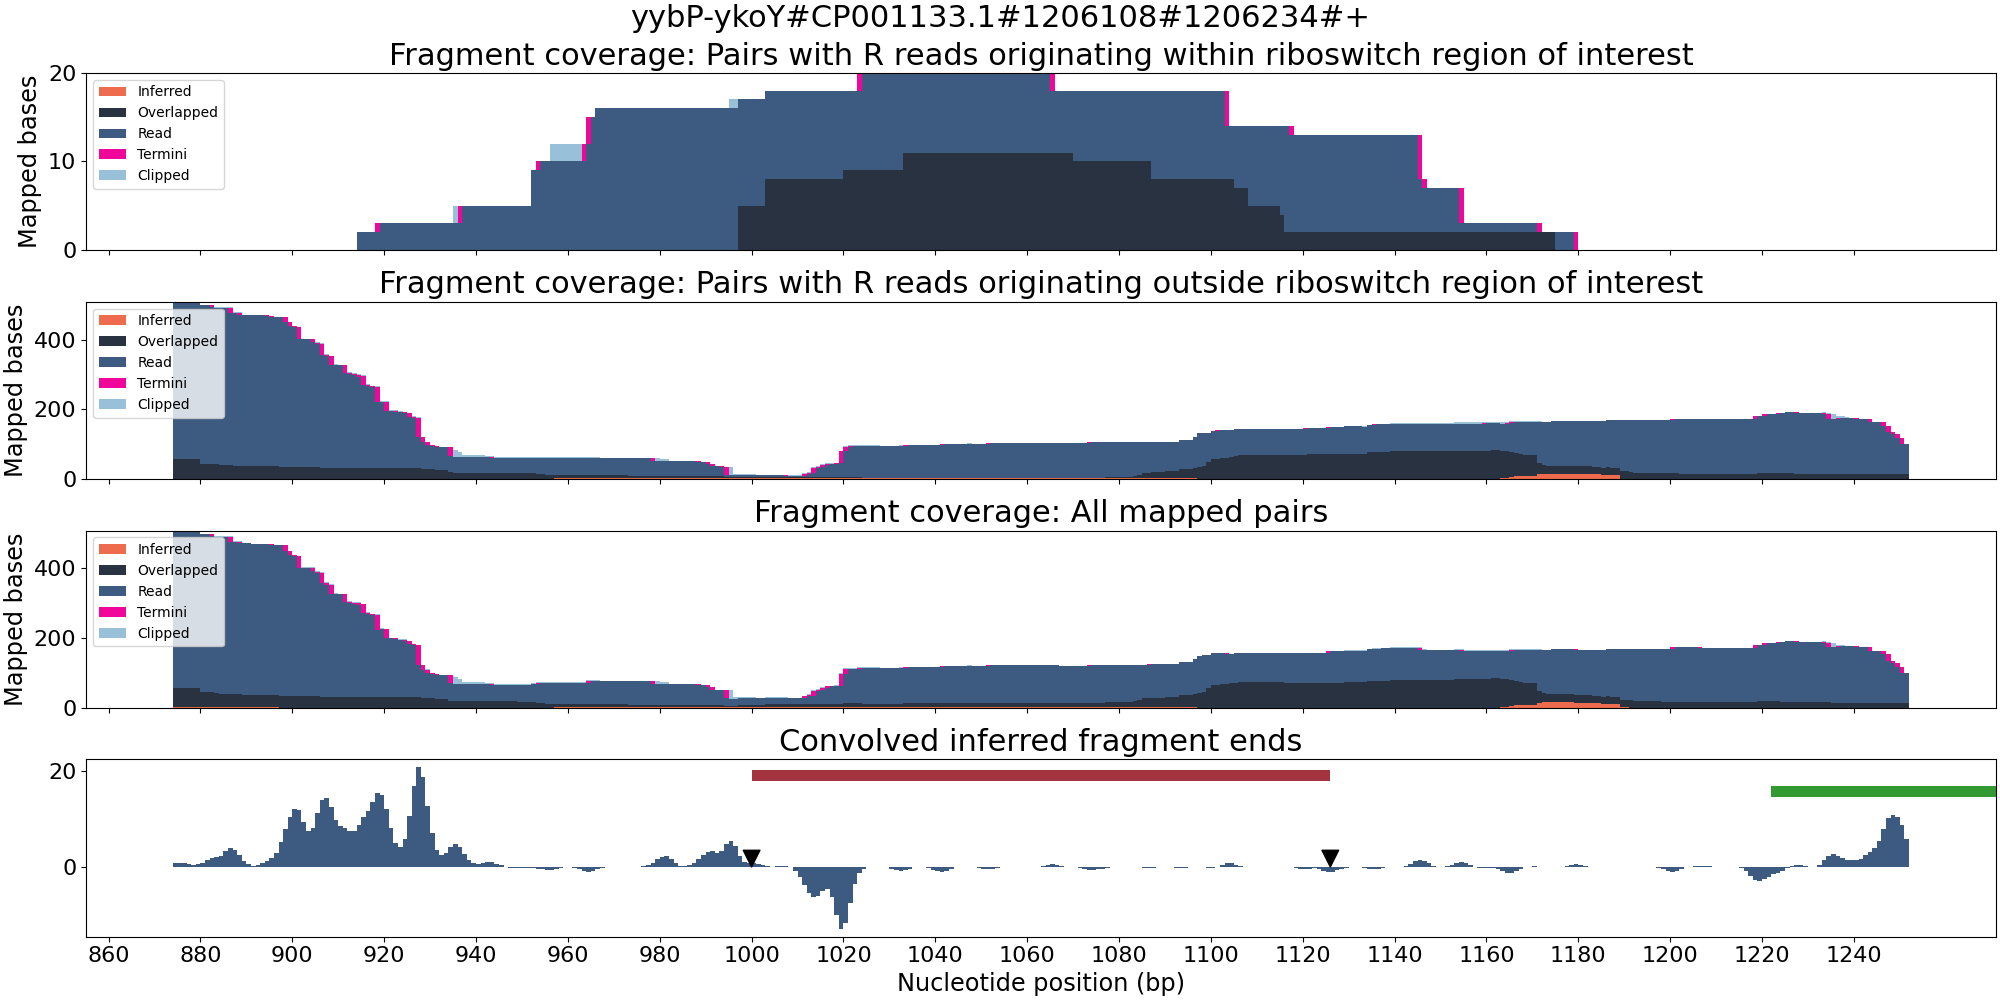 yybP-ykoY#CP001133.1#1206108#1206234#+
Fragment coverage: Pairs with R reads originating within riboswitch region of interest
Mapped bases
20
10
0
Inferred
Overlapped
Read
Termini
Clipped
Fragment coverage: Pairs with R reads originating outside riboswitch region of interest
Mapped bases
400
200
0
Inferred
Overlapped
Read
Termini
Clipped
Fragment coverage: All mapped pairs
Mapped bases
400
200
0
Inferred
Overlapped
Read
Termini
Clipped
Convolved inferred fragment ends
20
0
860 880 900 920 940 960 980 1000 1020 1040 1060 1080 1100 1120 1140 1160 1180 1200 1220 1240
Nucleotide position (bp)